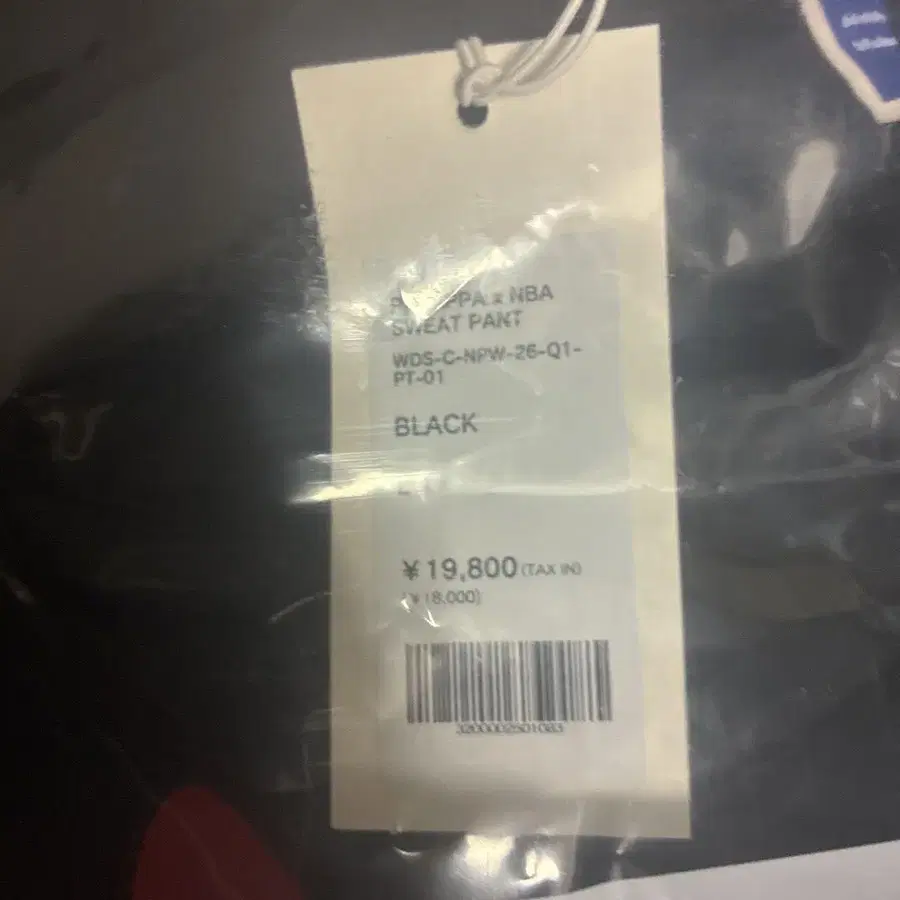 x NBA
SWEAT PANT
WDS-C-NPW-26-Q1-
PT-01
BLACK
¥19,800 (TAX IN)
(¥18,000)